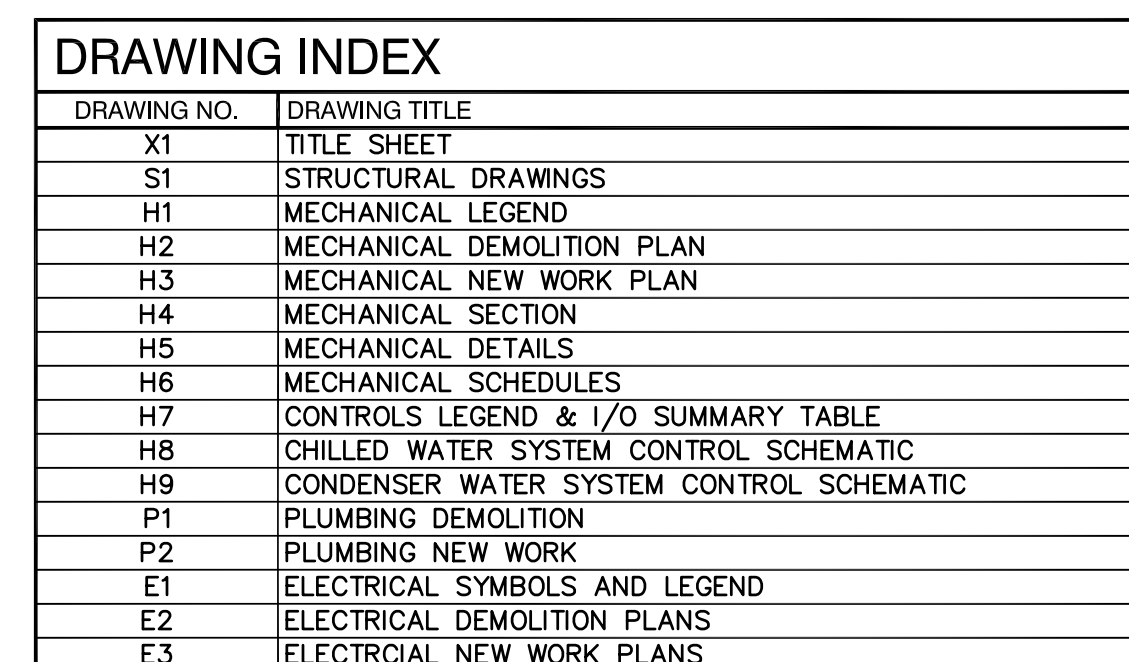 DRAWING INDEX
DRAWING NO. DRAWING TITLE
X1 TITLE SHEET
S1 STRUCTURAL DRAWINGS
H1 MECHANICAL LEGEND
H2 MECHANICAL DEMOLITION PLAN
H3 MECHANICAL NEW WORK PLAN
H4 MECHANICAL SECTION
H5 MECHANICAL DETAILS
H6 MECHANICAL SCHEDULES
H7 CONTROLS LEGEND & I/O SUMMARY TABLE
H8 CHILLED WATER SYSTEM CONTROL SCHEMATIC
H9 CONDENSER WATER SYSTEM CONTROL SCHEMATIC
P1 PLUMBING DEMOLITION
P2 PLUMBING NEW WORK
E1 ELECTRICAL SYMBOLS AND LEGEND
E2 ELECTRICAL DEMOLITION PLANS
E3 ELECTRCIAL NEW WORK PLANS